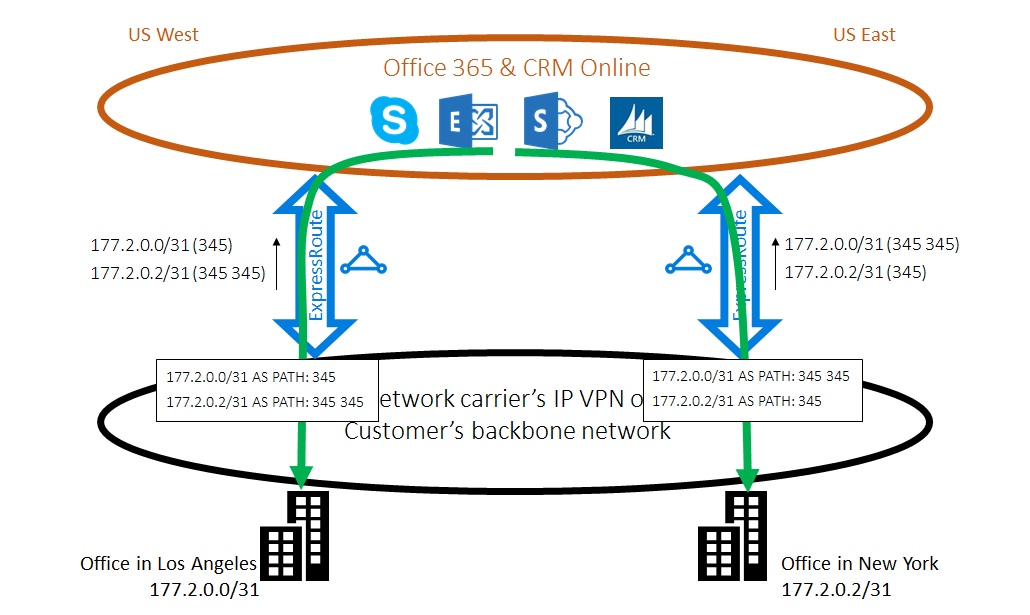 US West
US East
Office 365 & CRM Online
S
E
S
CRM
ExpressRoute
ExpressRoute
177.2.0.0/31 (345)
177.2.0.2/31 (345 345)
177.2.0.0/31 (345 345)
177.2.0.2/31 (345)
177.2.0.0/31 AS PATH: 345
177.2.0.2/31 AS PATH: 345 345
177.2.0.0/31 AS PATH: 345 345
177.2.0.2/31 AS PATH: 345
etwork carrier's IP VPN o
Customer's backbone network
Office in Los Angeles
177.2.0.0/31
Office in New York
177.2.0.2/31